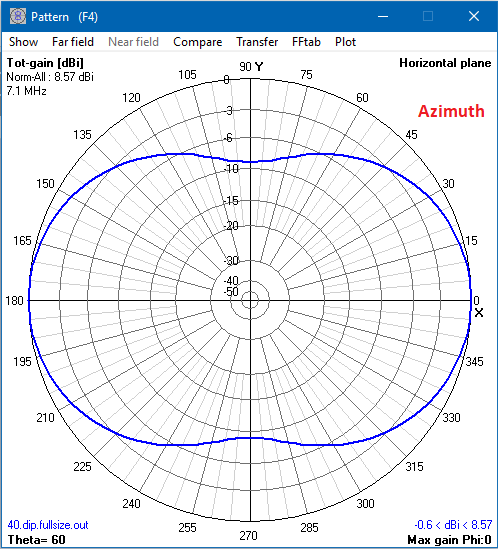 Pattern (F4)
Show Far field Near field Compare Transfer FFtab Plot
Tot-gain [dBi] Horizontal plane
Norm-All : 8.57 dBi
7.1 MHz
Azimuth
90 Y
105 75
120 60
135 45
150 30
165 15
180 0
X
195 345
210 330
225 315
240 300
255 285
270
0
-3
-6
-10
-15
-20
-30
-40
-50
40.dip.fullsize.out -0.6 < dBi < 8.57
Theta= 60 Max gain Phi:0